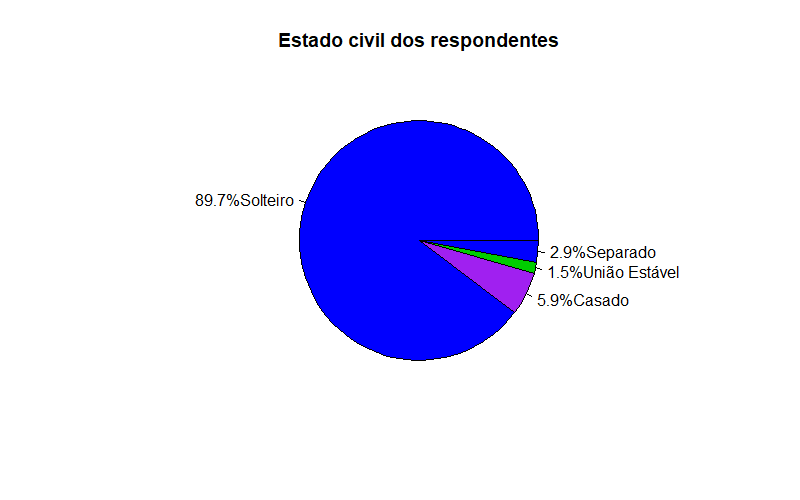 Estado civil dos respondentes
89.7%Solteiro
2.9%Separado
1.5%União Estável
5.9%Casado